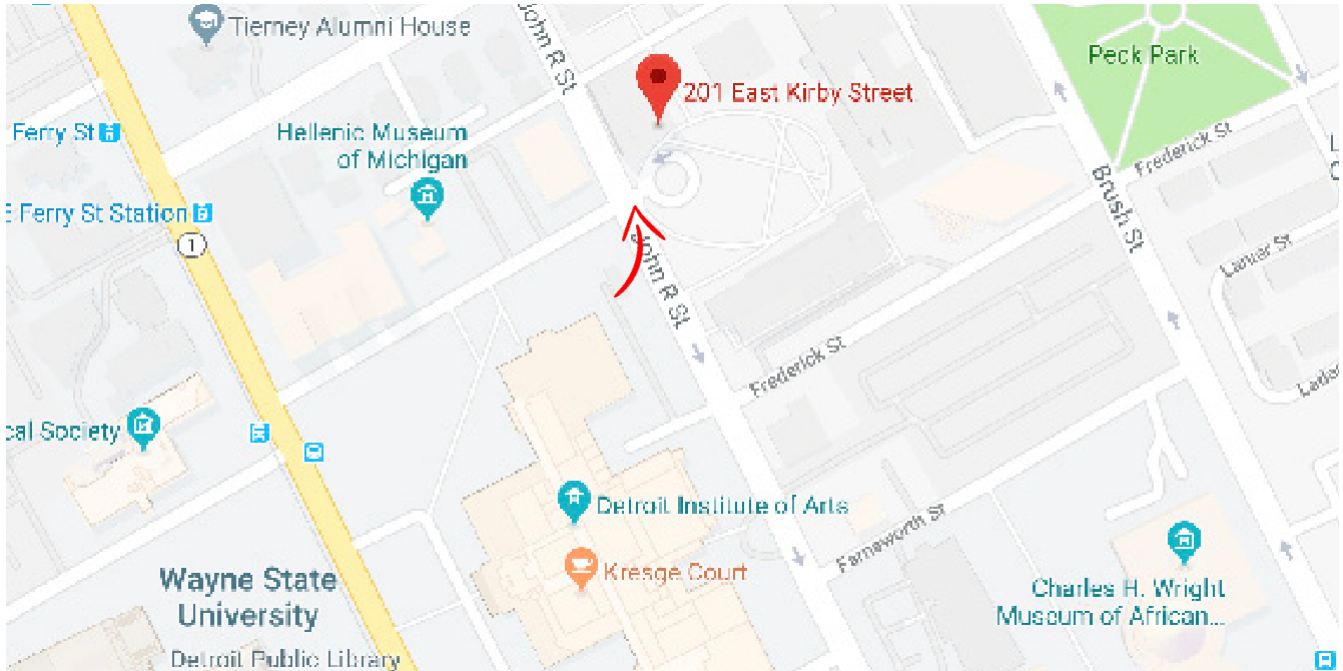 Tierney Alumni House
John R St
201 East Kirby Street
Peck Park
Ferry St
Hellenic Museum
of Michigan
Frederick St
E Ferry St Station
1
Brush St
John R St
Frederick St
cal Society
Detroit Institute of Arts
Farnsworth St
Kresge Court
Wayne State
University
Charles H. Wright
Museum of African...
Detroit Public Library